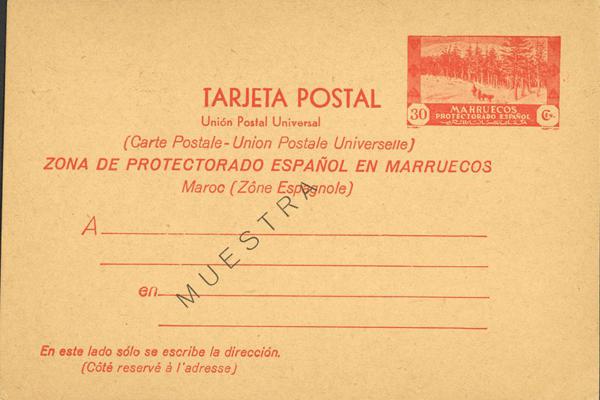 TARJETA POSTAL
Unión Postal Universal
(Carte Postale-Union Postale Universelle)
ZONA DE PROTECTORADO ESPAÑOL EN MARRUECOS
Maroc (Zône Espagnole)
30 MARRUECOS Cs.
PROTECTORADO ESPAÑOL
A
en
MUESTRA
En este lado sólo se escribe la dirección.
(Côté reservé à l'adresse)